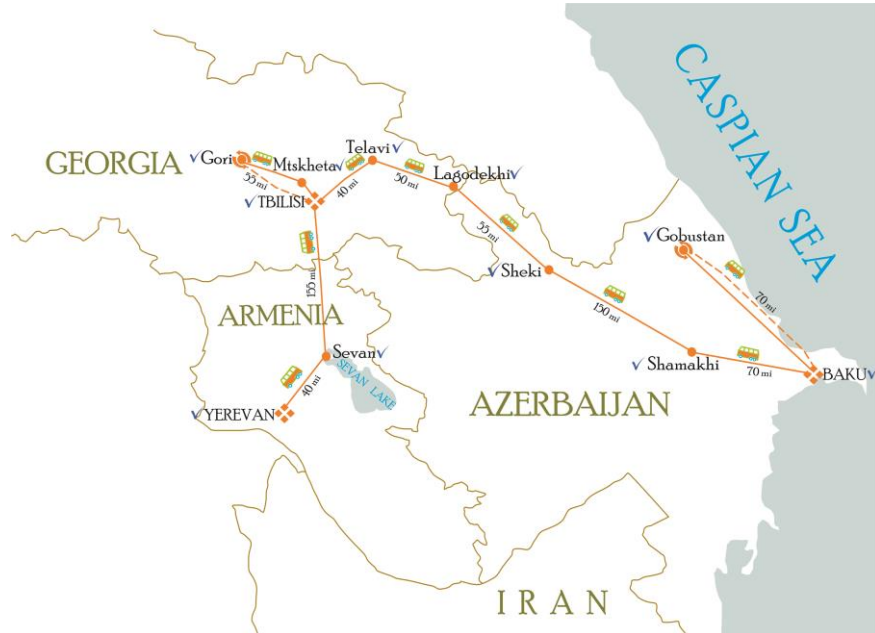 CASPIAN SEA
GEORGIA
Gori
Mtskheta
Telavi
Lagodekhi
55 mi
40 mi
50 mi
TBILISI
55 mi
Gobustan
Sheki
155 mi
150 mi
70 mi
ARMENIA
Sevan
SEVAN LAKE
Shamakhi
70 mi
BAKU
40 mi
YEREVAN
AZERBAIJAN
IRAN